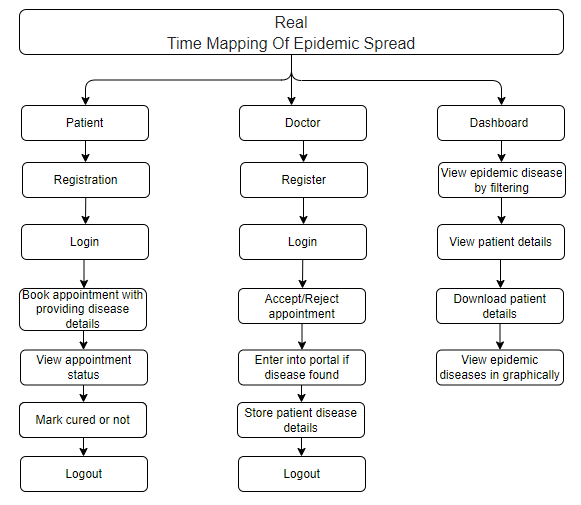 Real
Time Mapping Of Epidemic Spread
Patient
Registration
Login
Book appointment with
providing disease
details
View appointment
status
Mark cured or not
Logout
Doctor
Register
Login
Accept/Reject
appointment
Enter into portal if
disease found
Store patient disease
details
Logout
Dashboard
View epidemic disease
by filtering
View patient details
Download patient
details
View epidemic
diseases in graphically